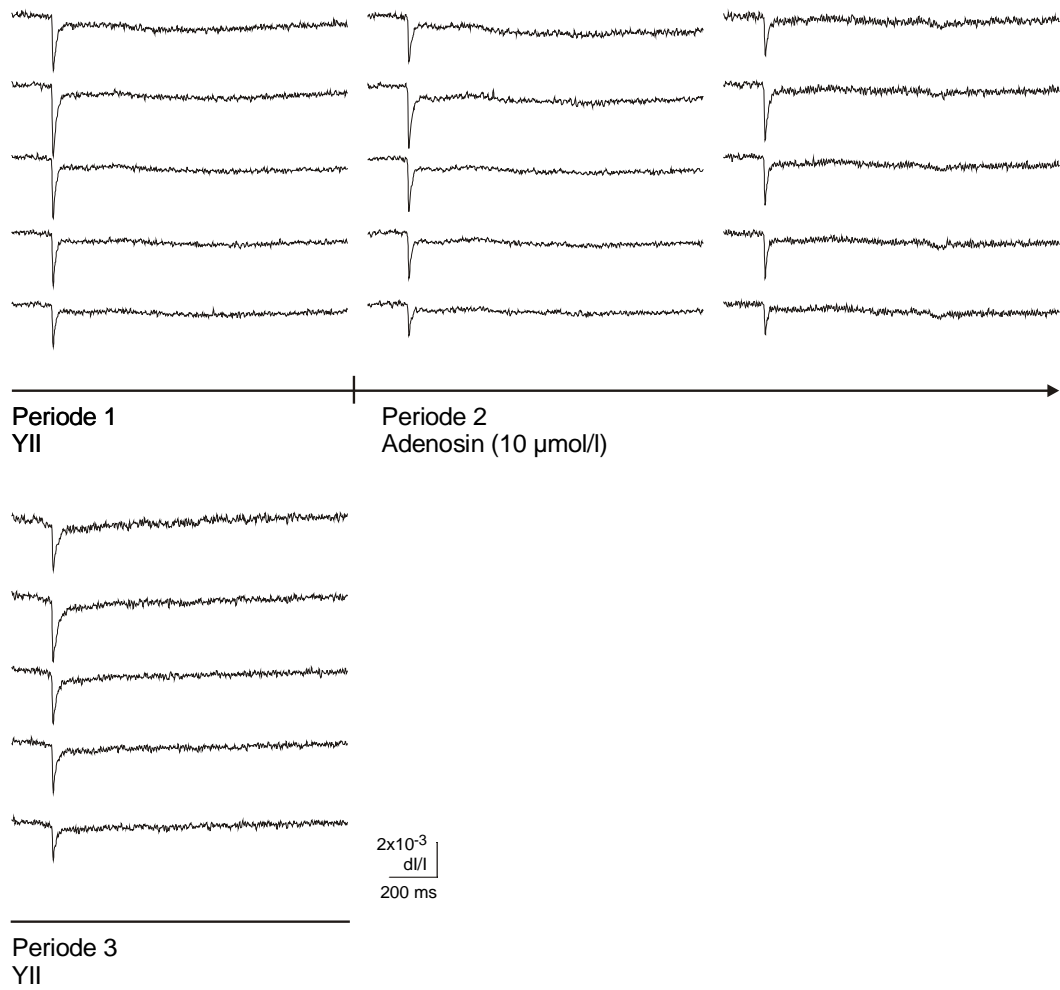 Periode 1
YII
Periode 2
Adenosin (10 µmol/l)
2x10-3
dI/I
200 ms
Periode 3
YII